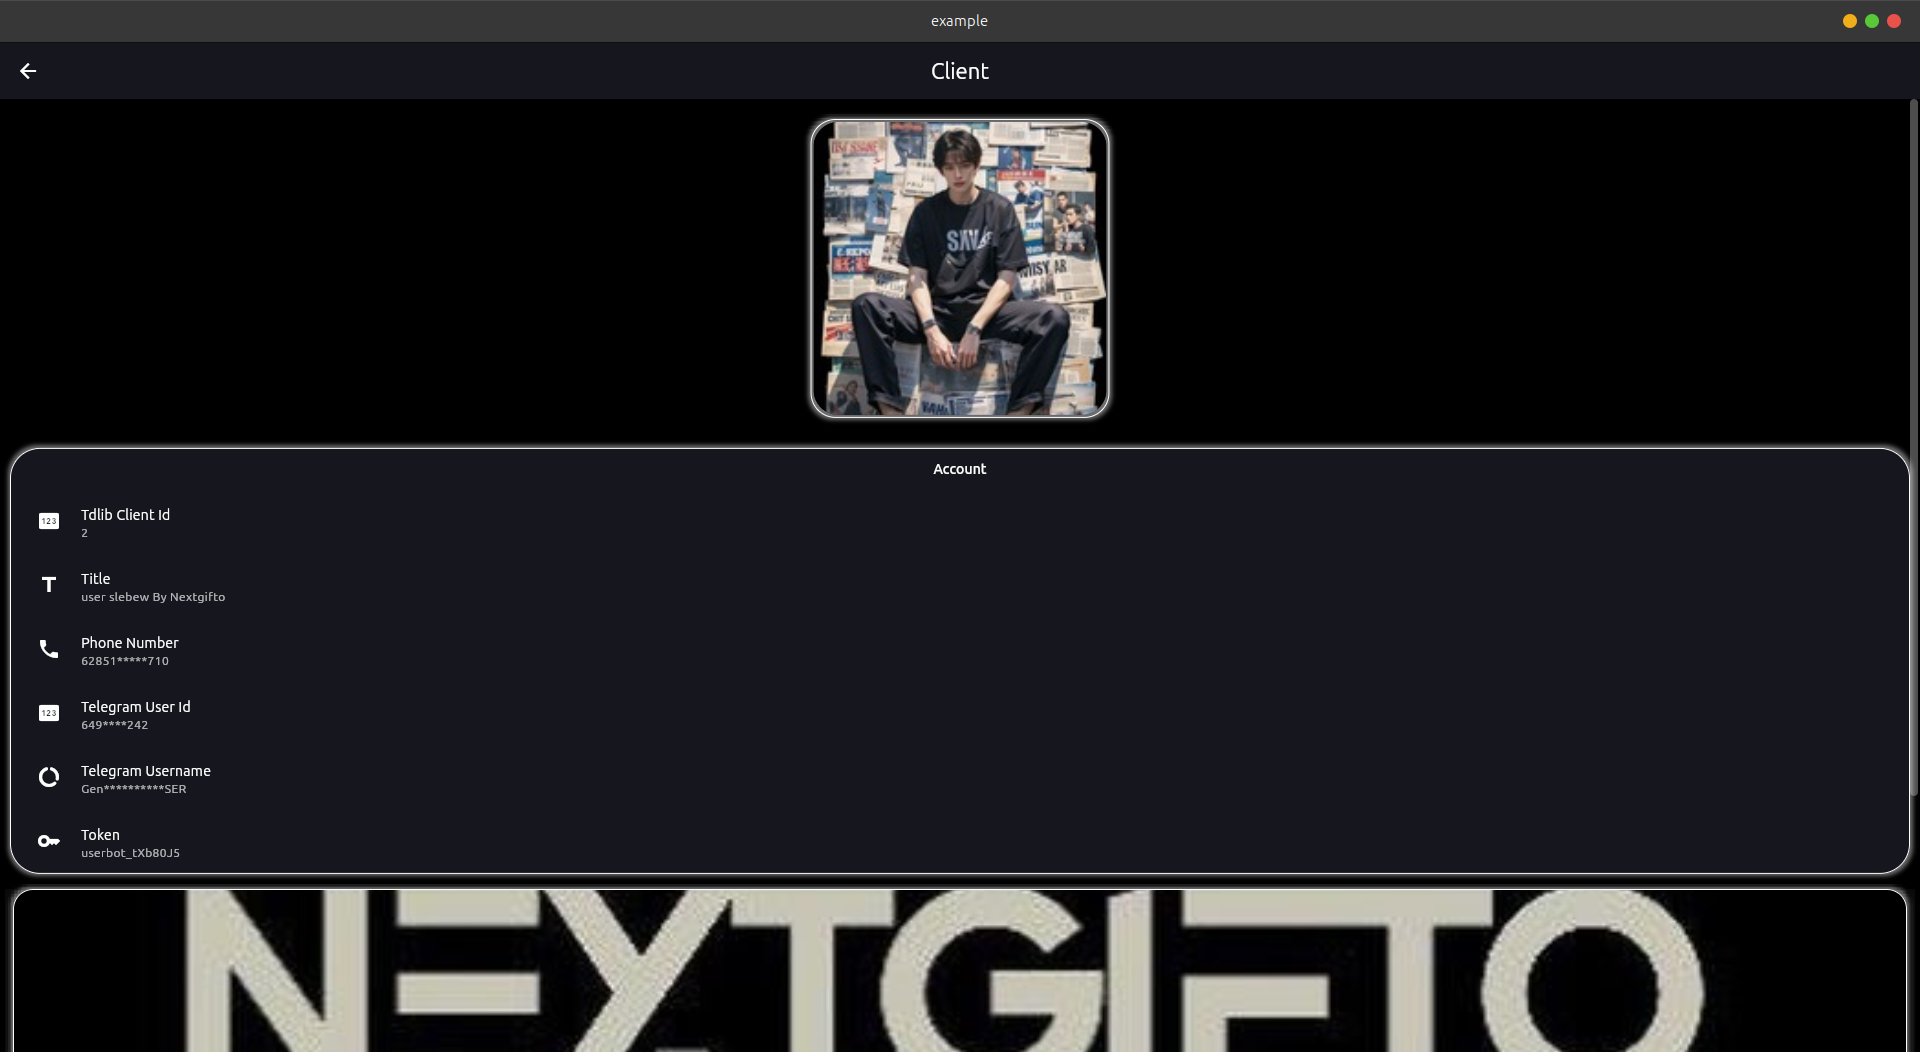 example
Client
SAVA
Account
Tdlib Client Id
2
Title
user slebew By Nextgifto
Phone Number
62851*****710
Telegram User Id
649****242
Telegram Username
Gen**********SER
Token
userbot_tXb80J5
NEXTGIFTO